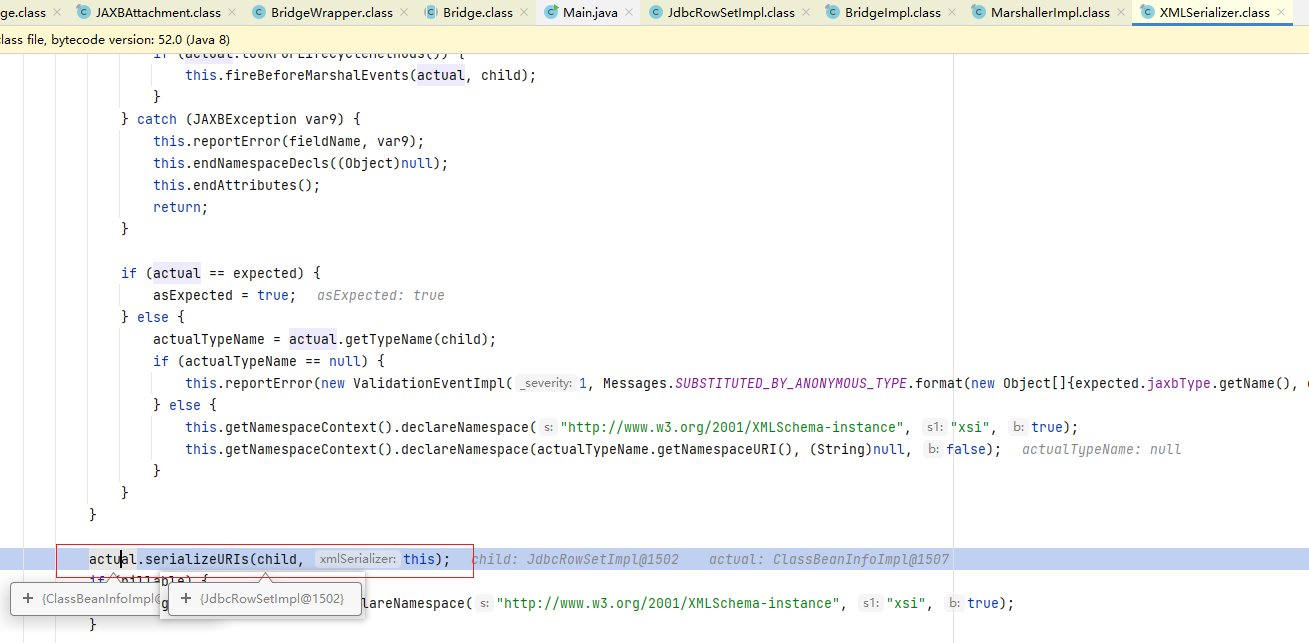 ge.class × JAXBAttachment.class × BridgeWrapper.class × Bridge.class × Main.java × JdbcRowSetImpl.class × BridgeImpl.class × MarshallerImpl.class × XMLSerializer.class ×
lass file, bytecode version: 52.0 (Java 8)
if (actual.lookForLifecycleMethods()) {
this.fireBeforeMarshalEvents(actual, child);
}
} catch (JAXBException var9) {
this.reportError(fieldName, var9);
this.endNamespaceDecls((Object)null);
this.endAttributes();
return;
}
if (actual == expected) {
asExpected = true; asExpected: true
} else {
actualTypeName = actual.getTypeName(child);
if (actualTypeName == null) {
this.reportError(new ValidationEventImpl( _severity: 1, Messages.SUBSTITUTED_BY_ANONYMOUS_TYPE.format(new Object[]{expected.jaxbType.getName(),
} else {
this.getNamespaceContext().declareNamespace( s: "http://www.w3.org/2001/XMLSchema-instance", s1: "xsi", b: true);
this.getNamespaceContext().declareNamespace(actualTypeName.getNamespaceURI(), (String)null, b: false); actualTypeName: null
}
}
}
actual.serializeURIs(child, xmlSerializer: this); child: JdbcRowSetImpl@1502 actual: ClassBeanInfoImpl@1507
if (nillable) {
+ {ClassBeanInfoImpl@ + {JdbcRowSetImpl@1502} lareNamespace( s: "http://www.w3.org/2001/XMLSchema-instance", s1: "xsi", b: true);
}